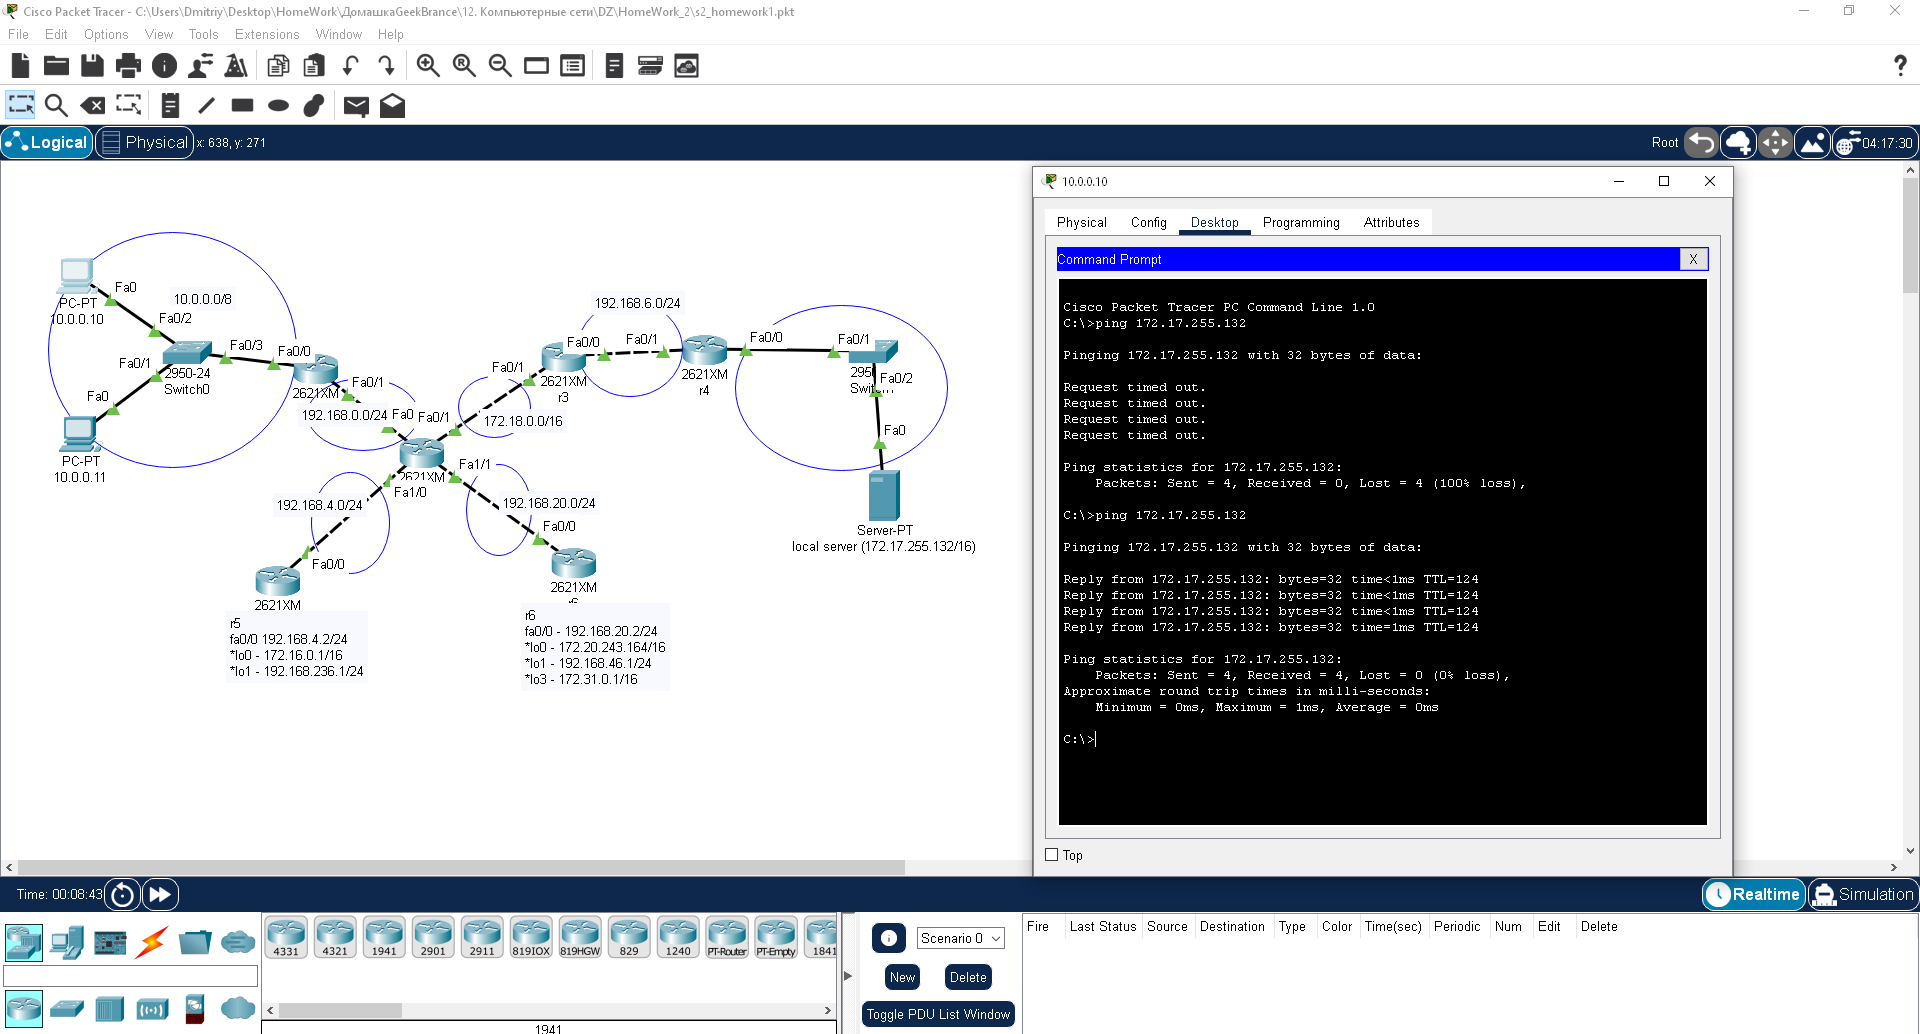 Cisco Packet Tracer - C:\Users\Dmitriy\Desktop\HomeWork\ДомашкаGeekBrance\12. Компьютерные сети\DZ\HomeWork_2\s2_homework1.pkt
File Edit Options View Tools Extensions Window Help
Logical Physical x: 638, y: 271 Root 04:17:30
10.0.0.10
Physical Config Desktop Programming Attributes
Command Prompt X
Cisco Packet Tracer PC Command Line 1.0
C:\>ping 172.17.255.132
Pinging 172.17.255.132 with 32 bytes of data:
Request timed out.
Request timed out.
Request timed out.
Request timed out.
Ping statistics for 172.17.255.132:
Packets: Sent = 4, Received = 0, Lost = 4 (100% loss),
C:\>ping 172.17.255.132
Pinging 172.17.255.132 with 32 bytes of data:
Reply from 172.17.255.132: bytes=32 time<1ms TTL=124
Reply from 172.17.255.132: bytes=32 time<1ms TTL=124
Reply from 172.17.255.132: bytes=32 time<1ms TTL=124
Reply from 172.17.255.132: bytes=32 time=1ms TTL=124
Ping statistics for 172.17.255.132:
Packets: Sent = 4, Received = 4, Lost = 0 (0% loss),
Approximate round trip times in milli-seconds:
Minimum = 0ms, Maximum = 1ms, Average = 0ms
C:\>
Top
Fa0
PC-PT
10.0.0.10
10.0.0.0/8
Fa0/2
Fa0/1
Fa0/3
Fa0/0
2950-24
Switch0
Fa0
PC-PT
10.0.0.11
2621XM
Fa0/1
192.168.0.0/24
Fa0
Fa0/1
2621XM
Fa1/0
Fa1/1
172.18.0.0/16
Fa0/1
Fa0/0
2621XM
r3
192.168.6.0/24
Fa0/1
2621XM
r4
Fa0/0
Fa0/1
Fa0/2
Fa0
Server-PT
local server (172.17.255.132/16)
192.168.4.0/24
Fa0/0
2621XM
r5
fa0/0 192.168.4.2/24
*lo0 - 172.16.0.1/16
*lo1 - 192.168.236.1/24
192.168.20.0/24
Fa0/0
2621XM
r6
fa0/0 - 192.168.20.2/24
*lo0 - 172.20.243.164/16
*lo1 - 192.168.46.1/24
*lo3 - 172.31.0.1/16
Time: 00:08:43 Realtime Simulation
4331 4321 1941 2901 2911 819IOX 819HGW 829 1240 PT-Router PT-Empty 1841
1941
Scenario 0
New Delete
Toggle PDU List Window
Fire Last Status Source Destination Type Color Time(sec) Periodic Num Edit Delete